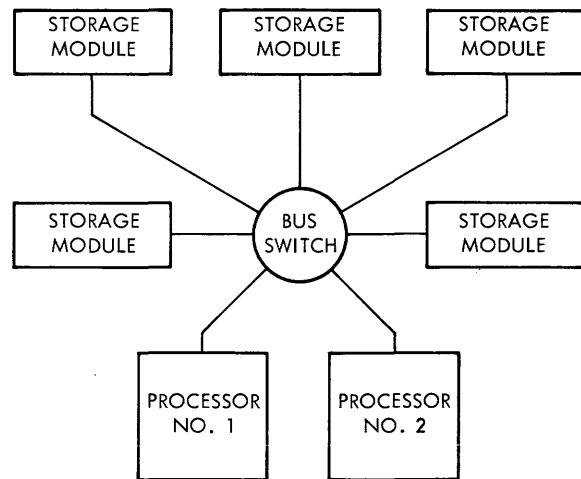 STORAGE
MODULE
STORAGE
MODULE
STORAGE
MODULE
STORAGE
MODULE
BUS
SWITCH
STORAGE
MODULE
PROCESSOR
NO. 1
PROCESSOR
NO. 2